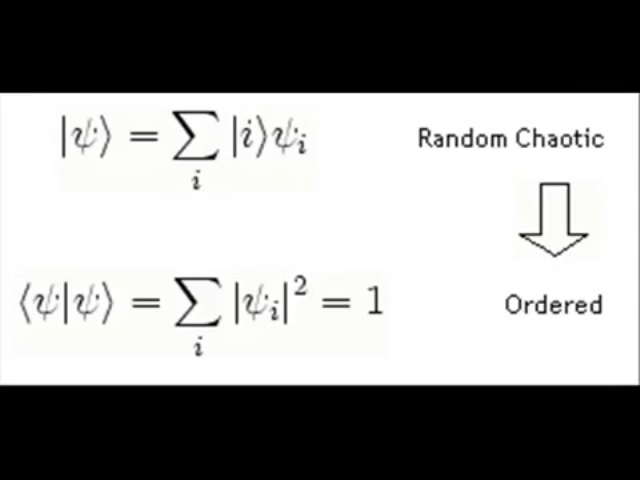 |ψ⟩ = ∑_i |i⟩ψ_i
Random Chaotic
⟨ψ|ψ⟩ = ∑_i |ψ_i|² = 1
Ordered